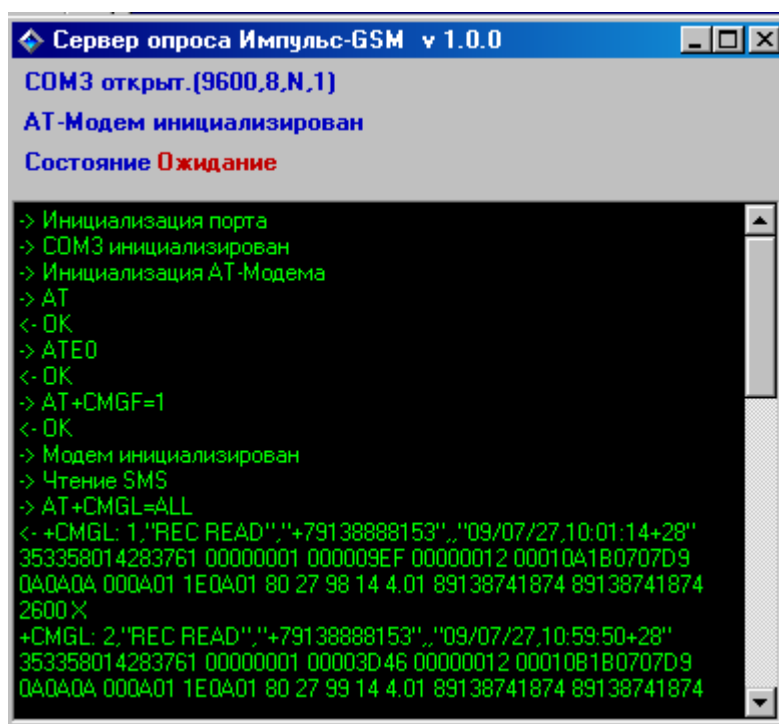 Сервер опроса Импульс-GSM v 1.0.0
COM3 открыт.(9600,8,N,1)
АТ-Модем инициализирован
Состояние Ожидание
-> Инициализация порта
-> COM3 инициализирован
-> Инициализация АТ-Модема
-> AT
<- OK
-> ATE0
<- OK
-> AT+CMGF=1
<- OK
-> Модем инициализирован
-> Чтение SMS
-> AT+CMGL=ALL
<- +CMGL: 1,"REC READ","+79138888153",,"09/07/27,10:01:14+28"
353358014283761 00000001 000009EF 00000012 00010A1B0707D9
0A0A0A 000A01 1E0A01 80 27 98 14 4.01 89138741874 89138741874
2600 X
+CMGL: 2,"REC READ","+79138888153",,"09/07/27,10:59:50+28"
353358014283761 00000001 00003D46 00000012 00010B1B0707D9
0A0A0A 000A01 1E0A01 80 27 99 14 4.01 89138741874 89138741874